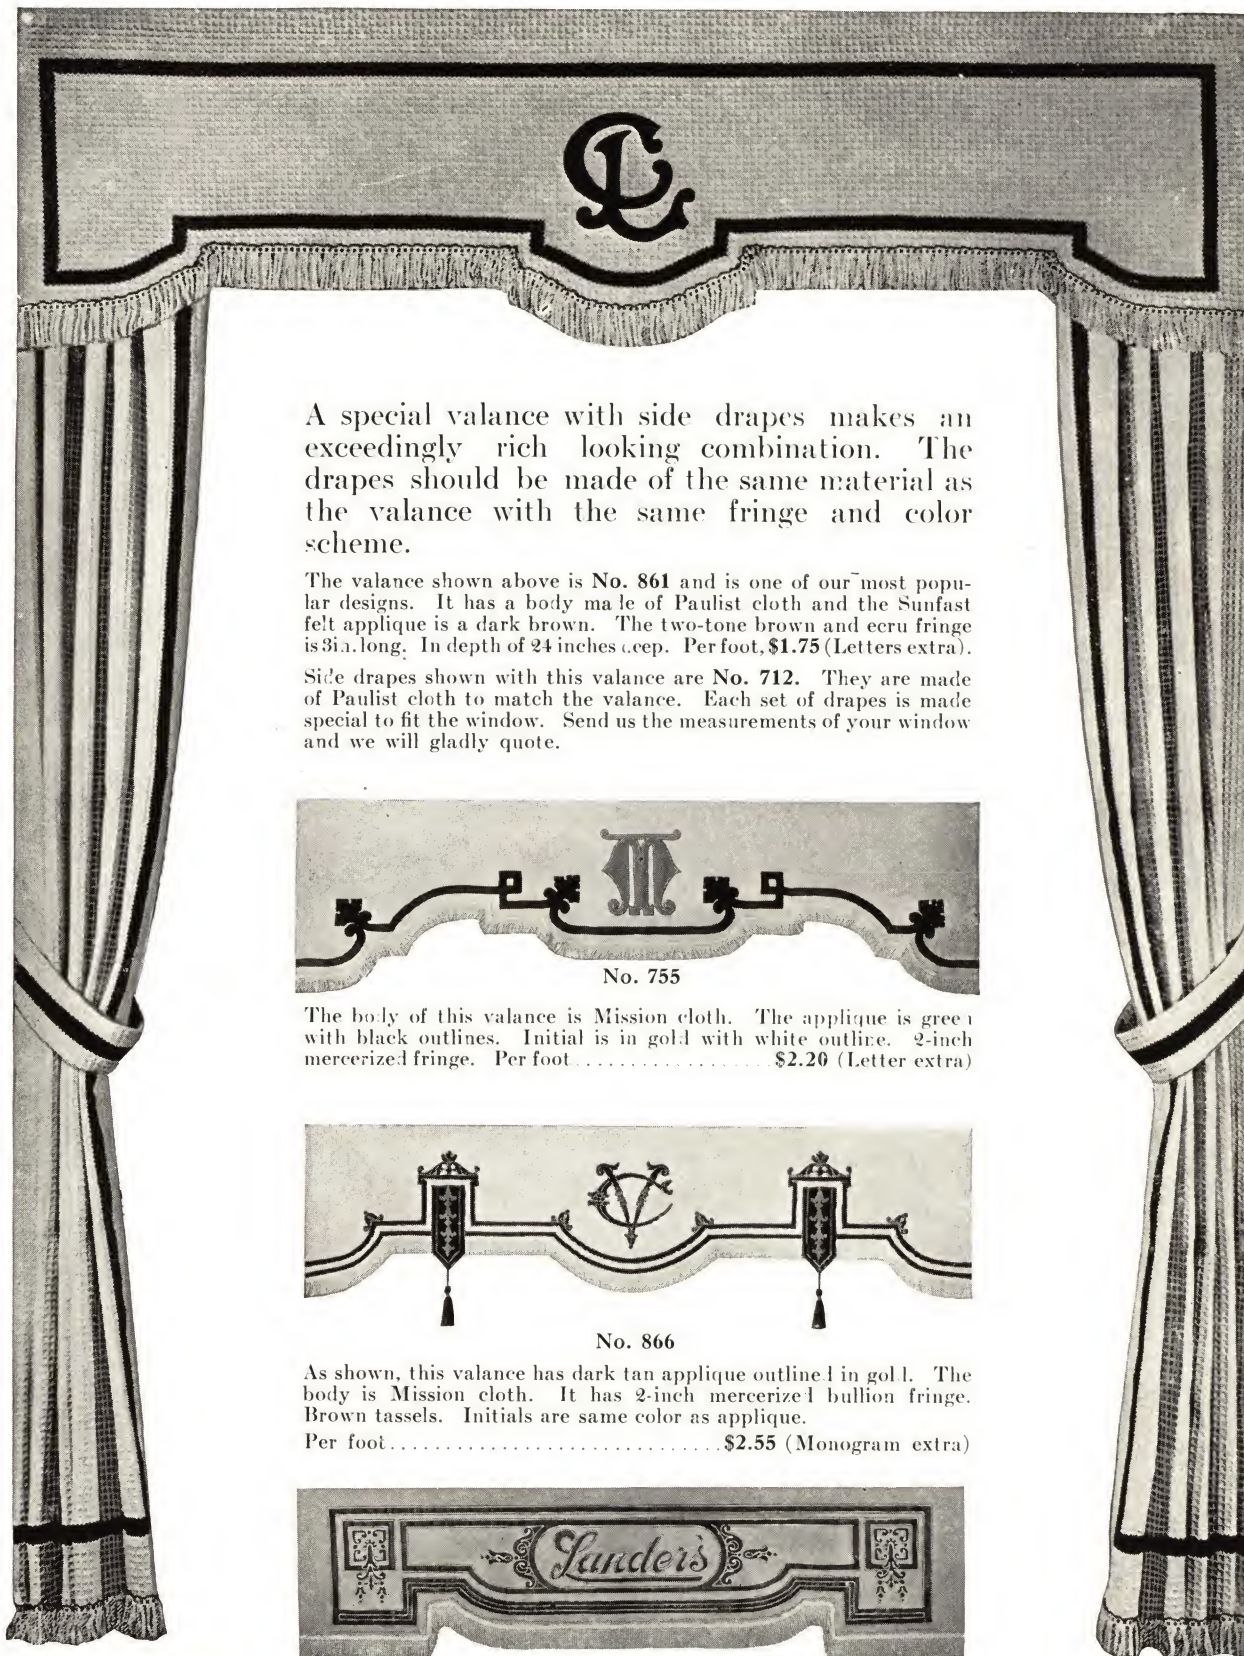 CL
A special valance with side drapes makes an
exceedingly rich looking combination. The
drapes should be made of the same material as
the valance with the same fringe and color
scheme.
The valance shown above is No. 861 and is one of our most popu-
lar designs. It has a body made of Paulist cloth and the Sunfast
felt applique is a dark brown. The two-tone brown and ecru fringe
is 3in. long. In depth of 24 inches deep. Per foot, $1.75 (Letters extra).
Side drapes shown with this valance are No. 712. They are made
of Paulist cloth to match the valance. Each set of drapes is made
special to fit the window. Send us the measurements of your window
and we will gladly quote.
No. 755
The body of this valance is Mission cloth. The applique is green
with black outlines. Initial is in gold with white outline. 2-inch
mercerized fringe. Per foot.................$2.20 (Letter extra)
No. 866
As shown, this valance has dark tan applique outlined in gold. The
body is Mission cloth. It has 2-inch mercerized bullion fringe.
Brown tassels. Initials are same color as applique.
Per foot..............................$2.55 (Monogram extra)
Landers